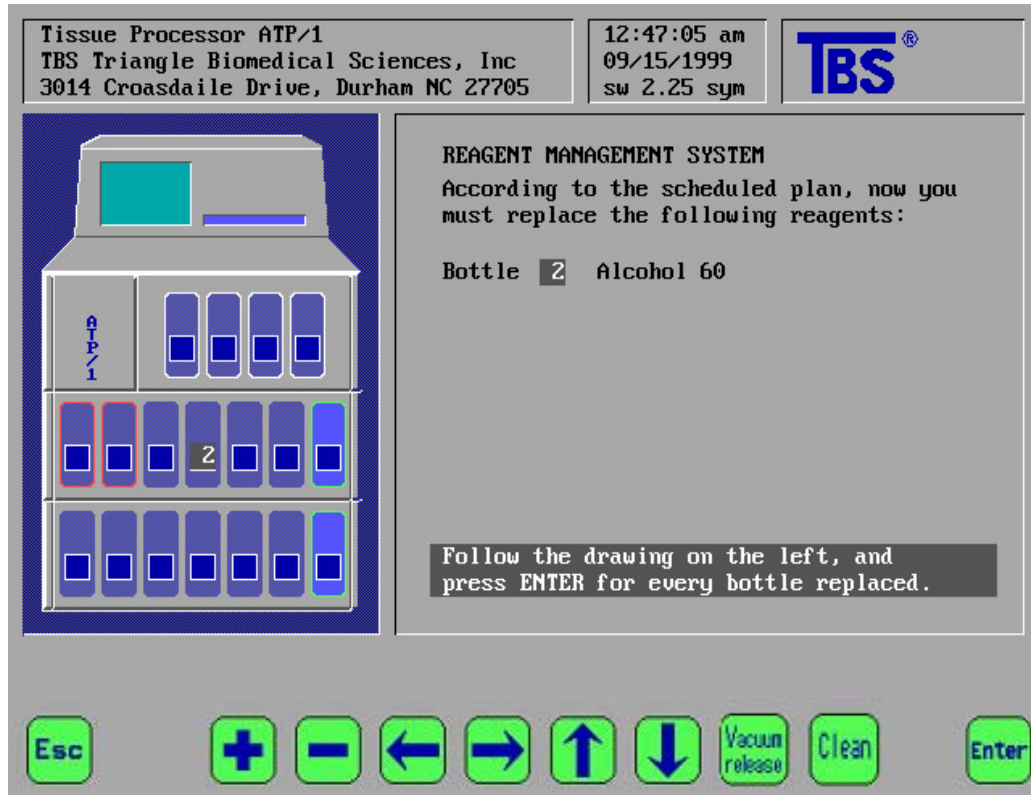 Tissue Processor ATP/1
TBS Triangle Biomedical Sciences, Inc
3014 Croasdaile Drive, Durham NC 27705
12:47:05 am
09/15/1999
sw 2.25 sym
TBS®
REAGENT MANAGEMENT SYSTEM
According to the scheduled plan, now you
must replace the following reagents:
Bottle 2 Alcohol 60
ATP/1
2
Follow the drawing on the left, and
press ENTER for every bottle replaced.
Esc
+
-
←
→
↑
↓
Vacuum
release
Clean
Enter